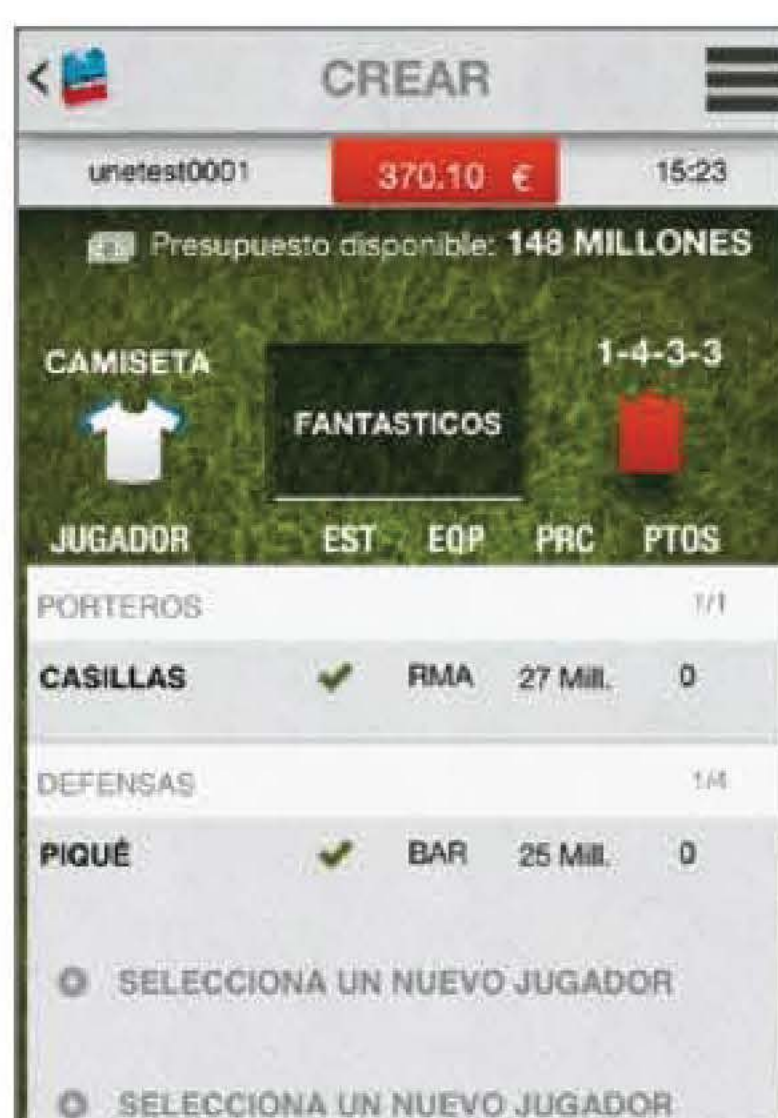 < CREAR
unetest0001 370.10 € 15:23
Presupuesto disponible: 148 MILLONES
CAMISETA 1-4-3-3
FANTASTICOS
JUGADOR EST EQP PRC PTOS
PORTEROS 1/1
CASILLAS RMA 27 Mill. 0
DEFENSAS 1/4
PIQUÉ BAR 25 Mill. 0
SELECCIONA UN NUEVO JUGADOR
SELECCIONA UN NUEVO JUGADOR